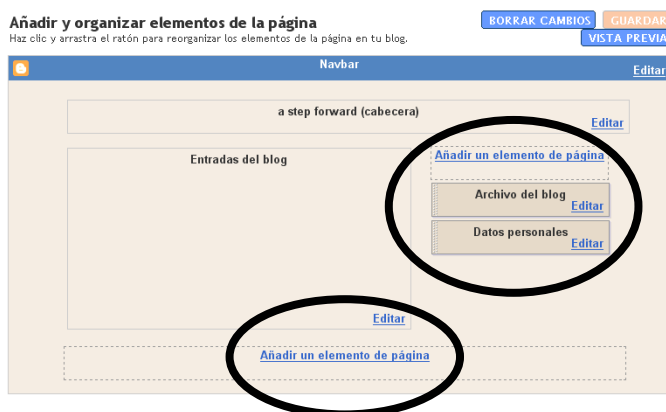 Añadir y organizar elementos de la página
Haz clic y arrastra el ratón para reorganizar los elementos de la página en tu blog.
BORRAR CAMBIOS
GUARDAR
VISTA PREVIA
Navbar
Editar
a step forward (cabecera)
Editar
Entradas del blog
Editar
Añadir un elemento de página
Archivo del blog
Editar
Datos personales
Editar
Añadir un elemento de página